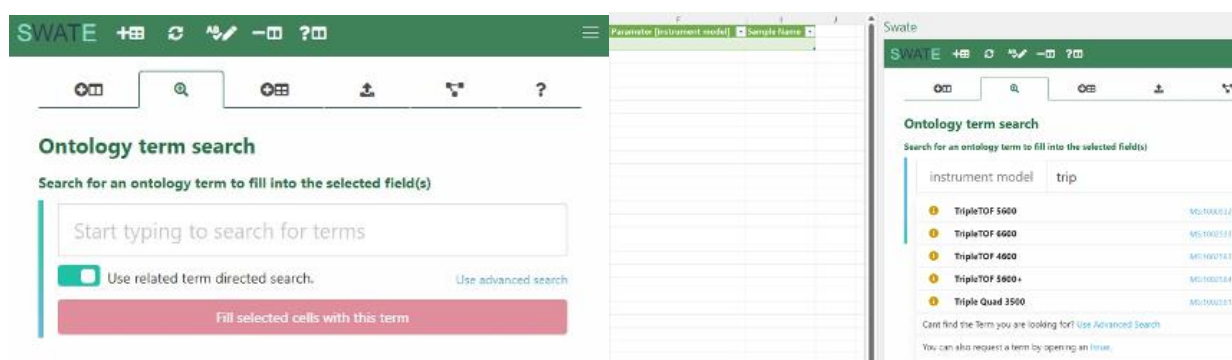 SWATE
Ontology term search
Search for an ontology term to fill into the selected field(s)
Start typing to search for terms
Use related term directed search.
Use advanced search
Fill selected cells with this term
F
I
J
Parameter [instrument model]
Sample Name
Swate
SWATE
Ontology term search
Search for an ontology term to fill into the selected field(s)
instrument model
trip
TripleTOF 5600
TripleTOF 6600
TripleTOF 4600
TripleTOF 5600+
Triple Quad 3500
Cant find the Term you are looking for? Use Advanced Search
You can also request a term by opening an Issue.